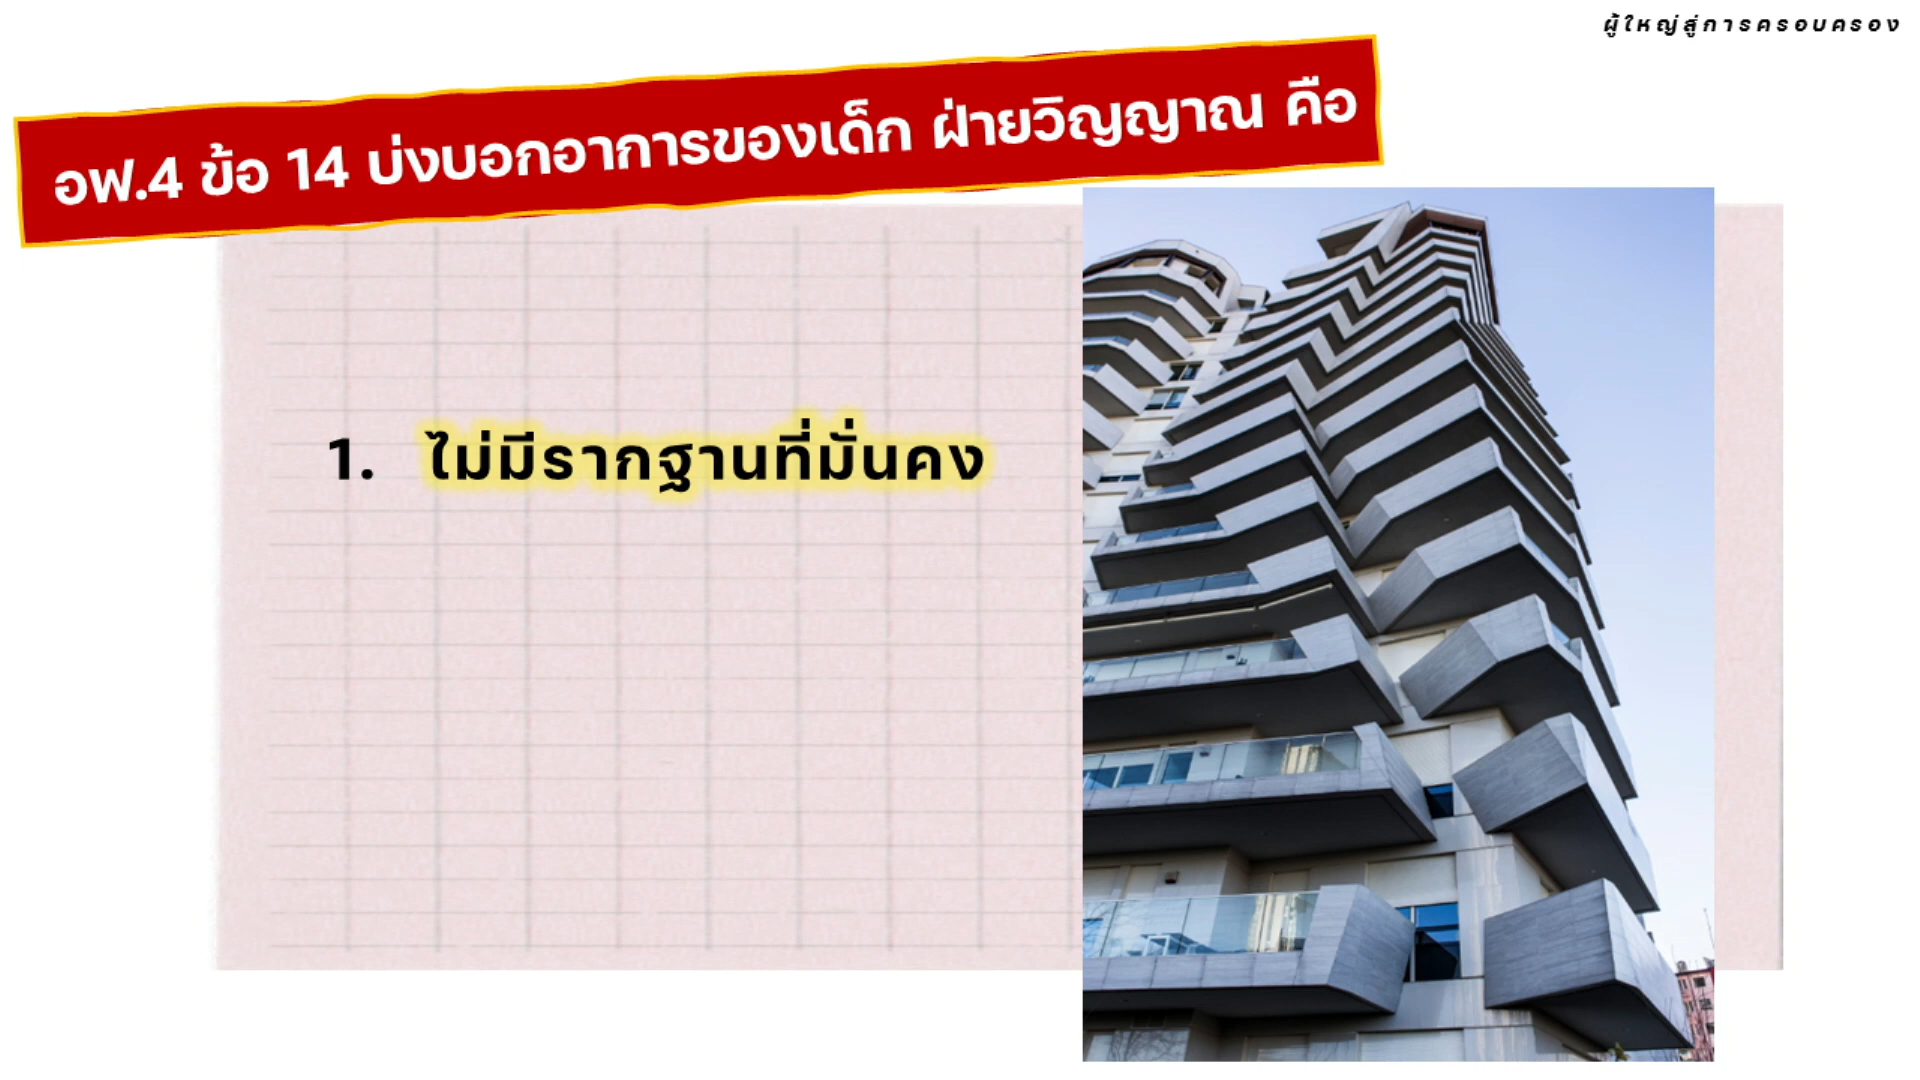 ผู้ใหญ่สู่การครอบครอง
อฟ.4 ข้อ 14 บ่งบอกอาการของเด็ก ฝ่ายวิญญาณ คือ
1. ไม่มีรากฐานที่มั่นคง